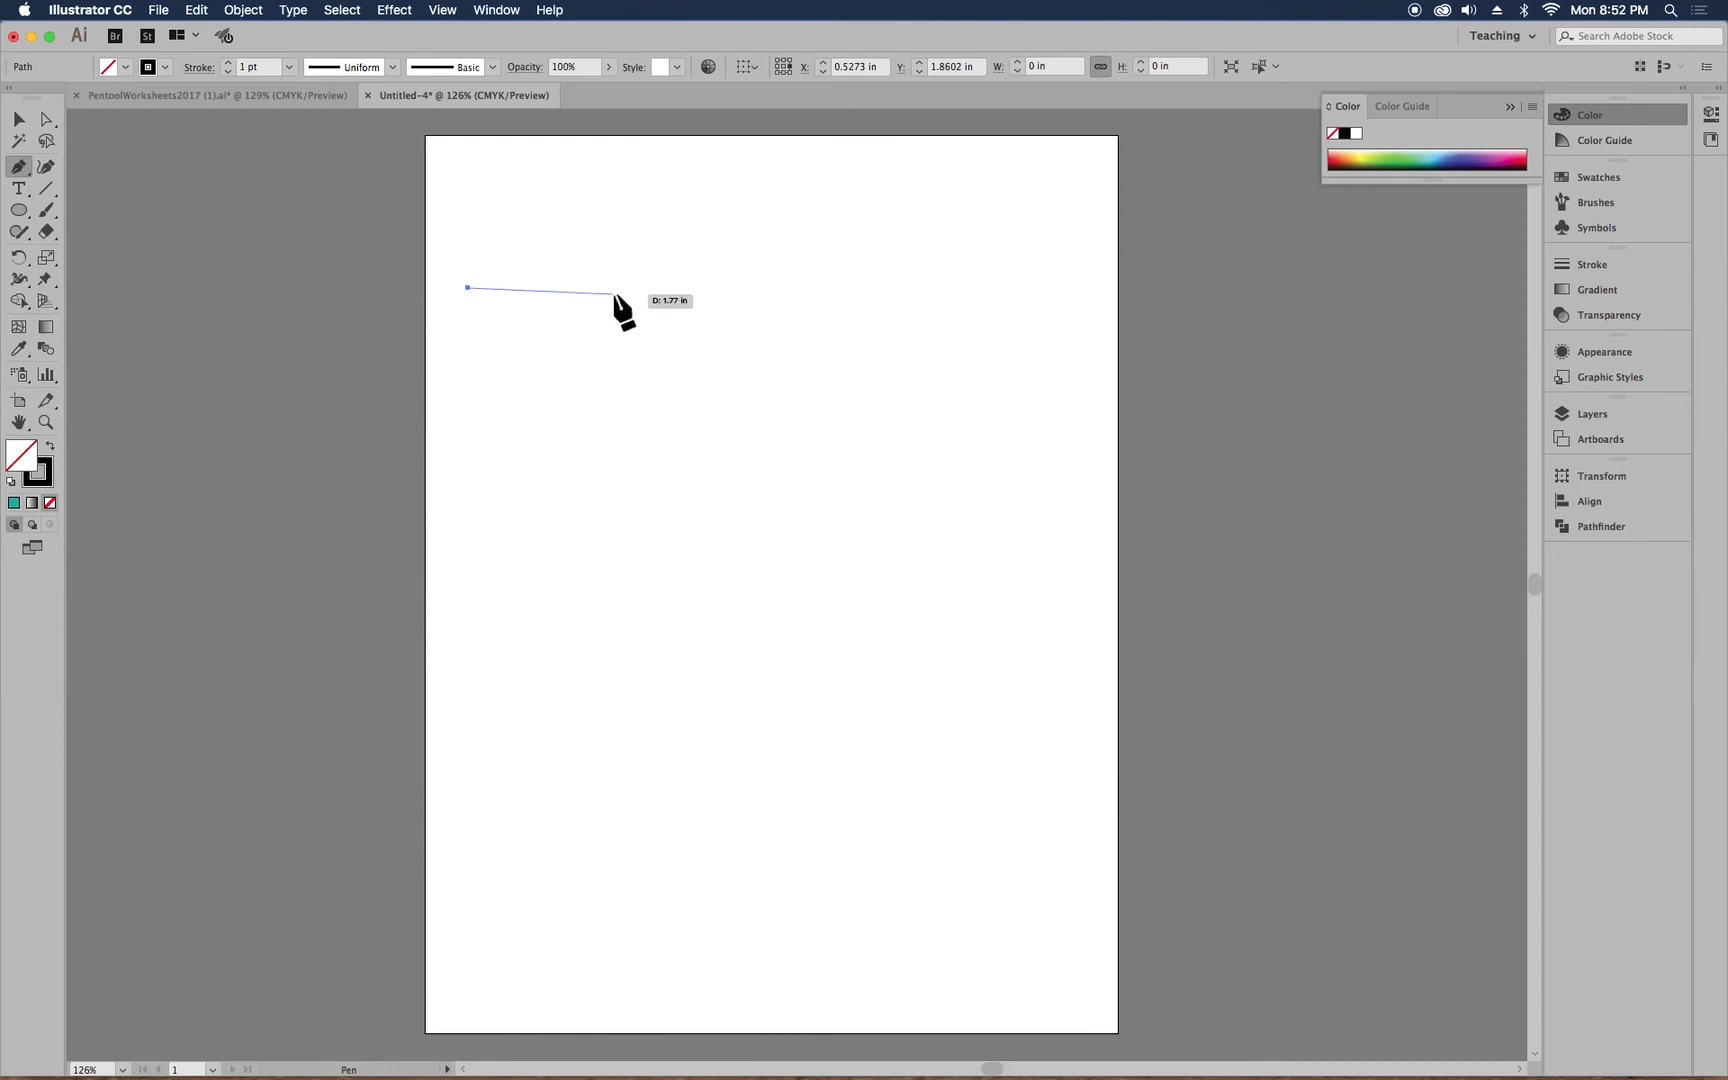 Illustrator CC File Edit Object Type Select Effect View Window Help Mon 8:52 PM
Ai Br St Teaching Search Adobe Stock
Path Stroke: 1 pt Uniform Basic Opacity: 100% Style: X: 0.5273 in Y: 1.8602 in W: 0 in H: 0 in
PentoolWorksheets2017 (1).ai* @ 129% (CMYK/Preview) Untitled-4* @ 126% (CMYK/Preview)
Color Color Guide
Color
Color Guide
Swatches
Brushes
Symbols
Stroke
Gradient
Transparency
Appearance
Graphic Styles
Layers
Artboards
Transform
Align
Pathfinder
D: 1.77 in
126% 1 Pen